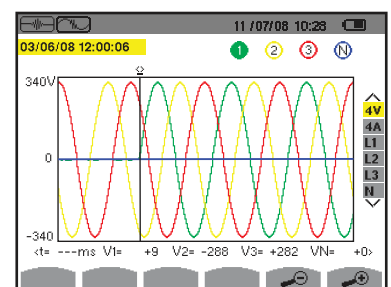 11/07/08 10:28
03/06/08 12:00:06
1 2 3 N
340V
0
-340
4V
4A
L1
L2
L3
N
<t= ---ms V1= +9 V2= -288 V3= +282 VN= +0>